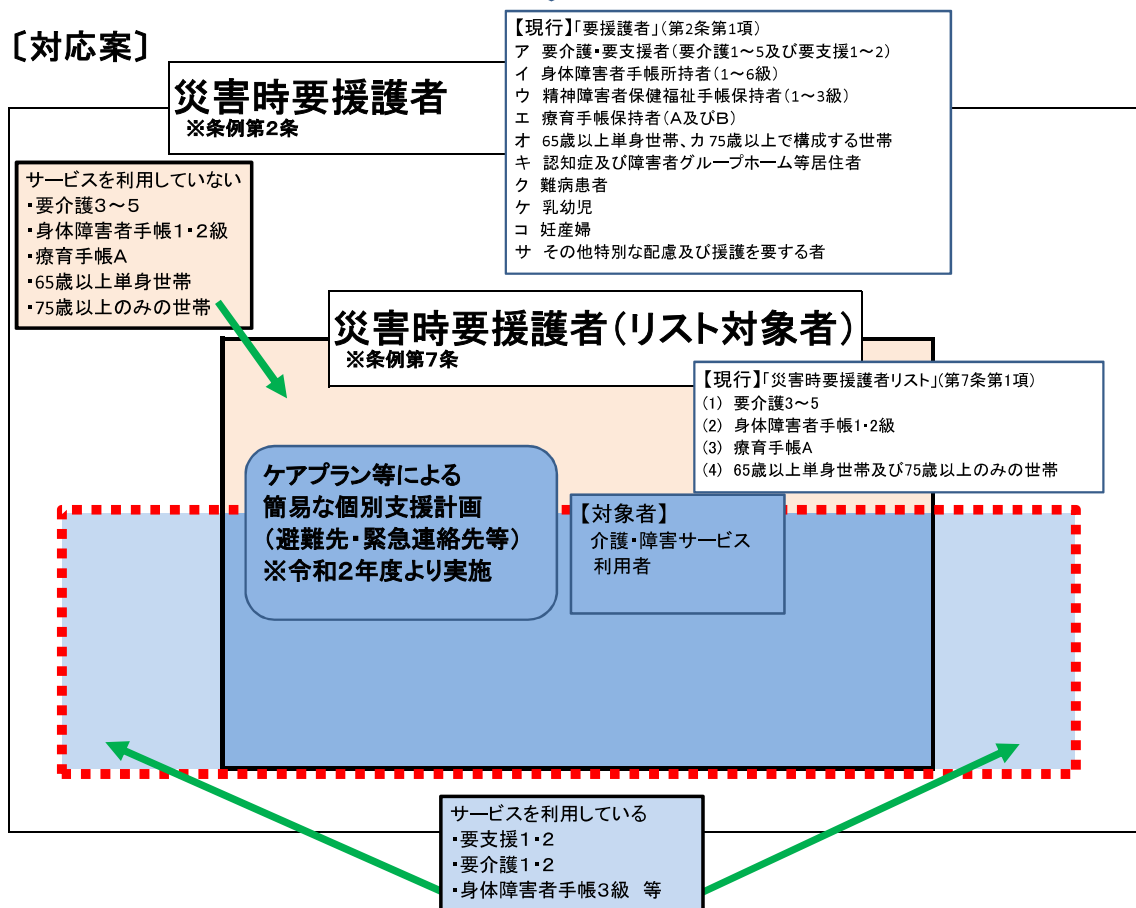 〔対応案〕
災害時要援護者
※条例第2条
【現行】「要援護者」(第2条第1項)
ア 要介護・要支援者(要介護1～5及び要支援1～2)
イ 身体障害者手帳所持者(1～6級)
ウ 精神障害者保健福祉手帳保持者(1～3級)
エ 療育手帳保持者(A及びB)
オ 65歳以上単身世帯、カ 75歳以上で構成する世帯
キ 認知症及び障害者グループホーム等居住者
ク 難病患者
ケ 乳幼児
コ 妊産婦
サ その他特別な配慮及び援護を要する者
サービスを利用していない
・要介護3～5
・身体障害者手帳1・2級
・療育手帳A
・65歳以上単身世帯
・75歳以上のみの世帯
災害時要援護者(リスト対象者)
※条例第7条
【現行】「災害時要援護者リスト」(第7条第1項)
(1) 要介護3～5
(2) 身体障害者手帳1・2級
(3) 療育手帳A
(4) 65歳以上単身世帯及び75歳以上のみの世帯
ケアプラン等による
簡易な個別支援計画
(避難先・緊急連絡先等)
※令和2年度より実施
【対象者】
介護・障害サービス
利用者
サービスを利用している
・要支援1・2
・要介護1・2
・身体障害者手帳3級 等